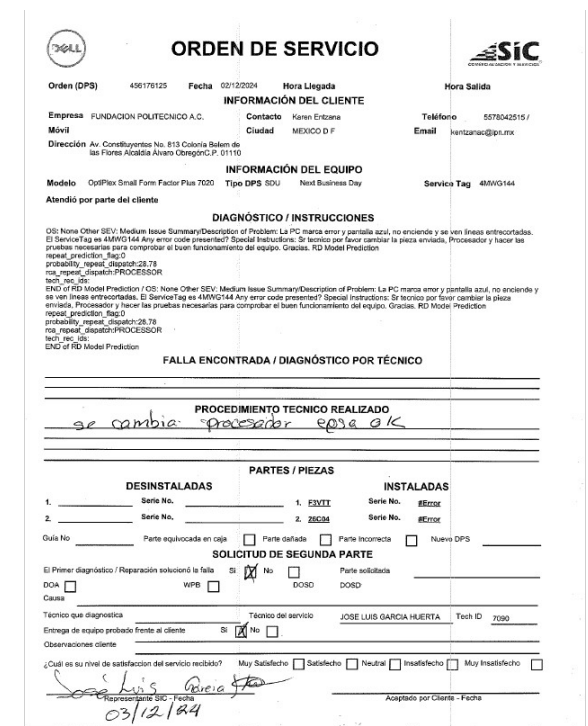 DELL
ORDEN DE SERVICIO
SIC
Orden (DPS) 456176125 Fecha 02/12/2024 Hora Llegada Hora Salida
INFORMACIÓN DEL CLIENTE
Empresa FUNDACION POLITECNICO A.C. Contacto Karen Entzana Teléfono 5578042515 /
Móvil Ciudad MEXICO D F Email kentzanac@ipn.mx
Dirección Av. Constituyentes No. 813 Colonia Belem de
las Flores Alcaldía Álvaro ObregónC.P. 01110
INFORMACIÓN DEL EQUIPO
Modelo OptiPlex Small Form Factor Plus 7020 Tipo DPS SDU Next Business Day Service Tag 4MWG144
Atendió por parte del cliente
DIAGNÓSTICO / INSTRUCCIONES
OS: None Other SEV: Medium Issue Summary/Description of Problem: La PC marca error y pantalla azul, no enciende y se ven líneas entrecortadas.
El ServiceTag es 4MWG144 Any error code presented? Special Instructions: Sr tecnico por favor cambiar la pieza enviada, Procesador y hacer las
pruebas necesarias para comprobar el buen funcionamiento del equipo. Gracias. RD Model Prediction
repeat_prediction_flag:0
probability_repeat_dispatch:28.78
rca_repeat_dispatch:PROCESSOR
tech_rec_ids:
END of RD Model Prediction / OS: None Other SEV: Medium Issue Summary/Description of Problem: La PC marca error y pantalla azul, no enciende y
se ven líneas entrecortadas. El ServiceTag es 4MWG144 Any error code presented? Special Instructions: Sr tecnico por favor cambiar la pieza
enviada, Procesador y hacer las pruebas necesarias para comprobar el buen funcionamiento del equipo. Gracias. RD Model Prediction
repeat_prediction_flag:0
probability_repeat_dispatch:28.78
rca_repeat_dispatch:PROCESSOR
tech_rec_ids:
END of RD Model Prediction
FALLA ENCONTRADA / DIAGNÓSTICO POR TÉCNICO
PROCEDIMIENTO TECNICO REALIZADO
se cambia procesador epsa OK
PARTES / PIEZAS
DESINSTALADAS INSTALADAS
1. Serie No. 1. F3VTT Serie No. #Error
2. Serie No. 2. 26C04 Serie No. #Error
Guía No Parte equivocada en caja Parte dañada Parte Incorrecta Nuevo DPS
SOLICITUD DE SEGUNDA PARTE
El Primer diagnóstico / Reparación solucionó la falla Si X No Parte solicitada
DOA WPB DOSD DOSD:
Causa
Técnico que diagnostica Técnico del servicio JOSE LUIS GARCIA HUERTA Tech ID 7090
Entrega de equipo probado frente al cliente Si X No
Observaciones cliente
¿Cuál es su nivel de satisfaccion del servicio recibido? Muy Satisfecho Satisfecho Neutral Insatisfecho Muy Insatisfecho
José Luis Garcia
Representante SIC - Fecha Aceptado por Cliente - Fecha
03/12/24